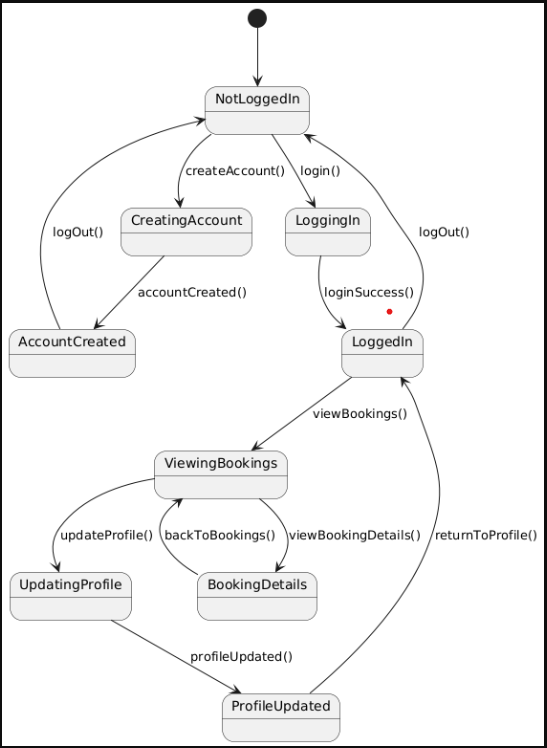 NotLoggedIn
createAccount()
login()
CreatingAccount
LoggingIn
logOut()
logOut()
accountCreated()
loginSuccess()
AccountCreated
LoggedIn
viewBookings()
ViewingBookings
updateProfile()
backToBookings()
viewBookingDetails()
returnToProfile()
UpdatingProfile
BookingDetails
profileUpdated()
ProfileUpdated